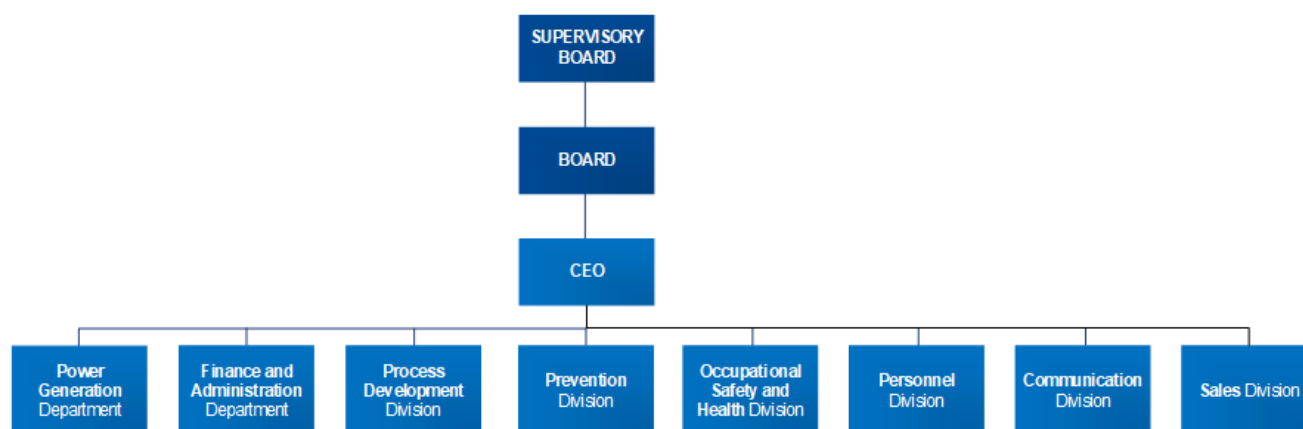 SUPERVISORY
BOARD
BOARD
CEO
Power
Generation
Department
Finance and
Administration
Department
Process
Development
Division
Prevention
Division
Occupational
Safety and
Health Division
Personnel
Division
Communication
Division
Sales Division